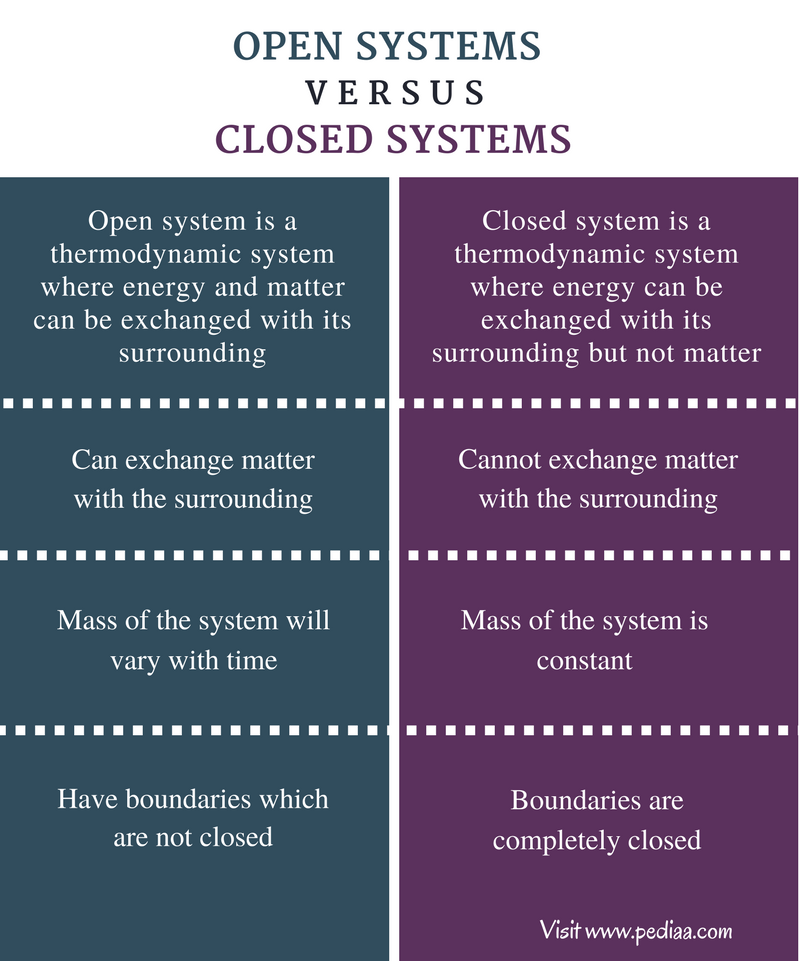 OPEN SYSTEMS
VERSUS
CLOSED SYSTEMS
Open system is a
thermodynamic system
where energy and matter
can be exchanged with its
surrounding
Closed system is a
thermodynamic system
where energy can be
exchanged with its
surrounding but not matter
Can exchange matter
with the surrounding
Cannot exchange matter
with the surrounding
Mass of the system will
vary with time
Mass of the system is
constant
Have boundaries which
are not closed
Boundaries are
completely closed
Visit www.pediaa.com